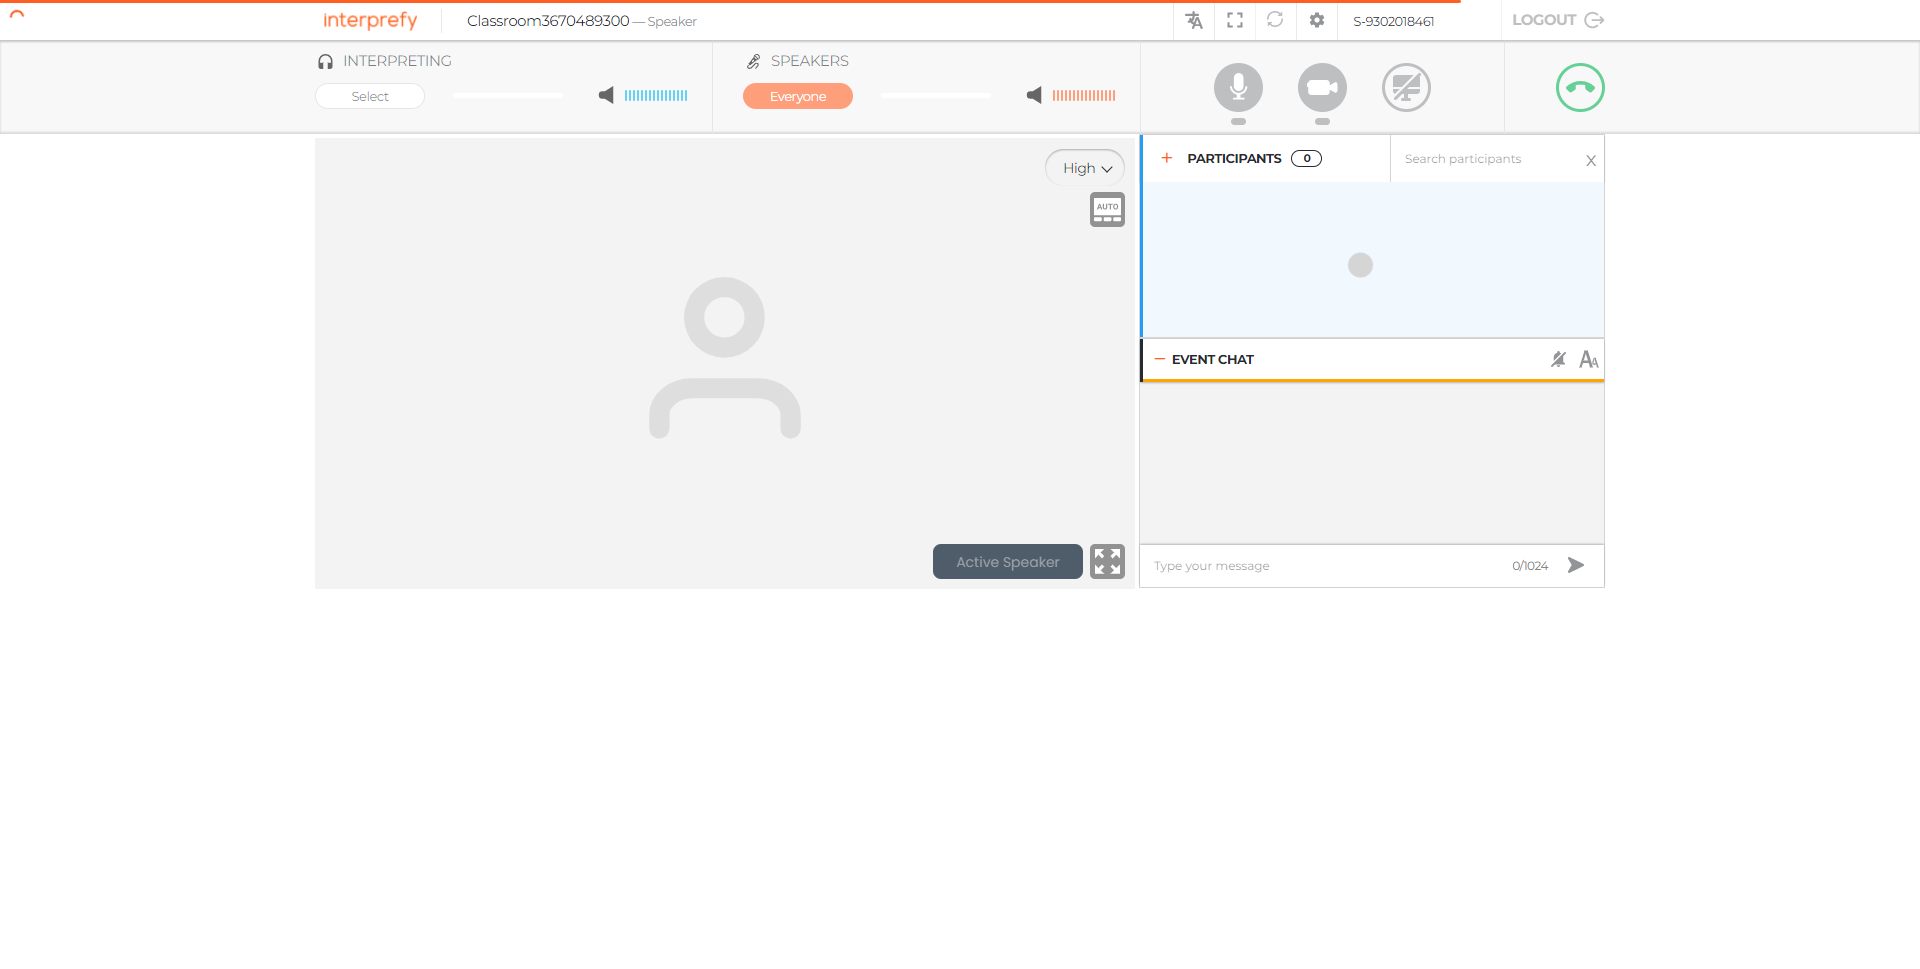 interprefy
Classroom3670489300 — Speaker
S-9302018461
LOGOUT
INTERPRETING
Select
SPEAKERS
Everyone
High
AUTO
Active Speaker
+ PARTICIPANTS 0
Search participants X
− EVENT CHAT
AA
Type your message
0/1024